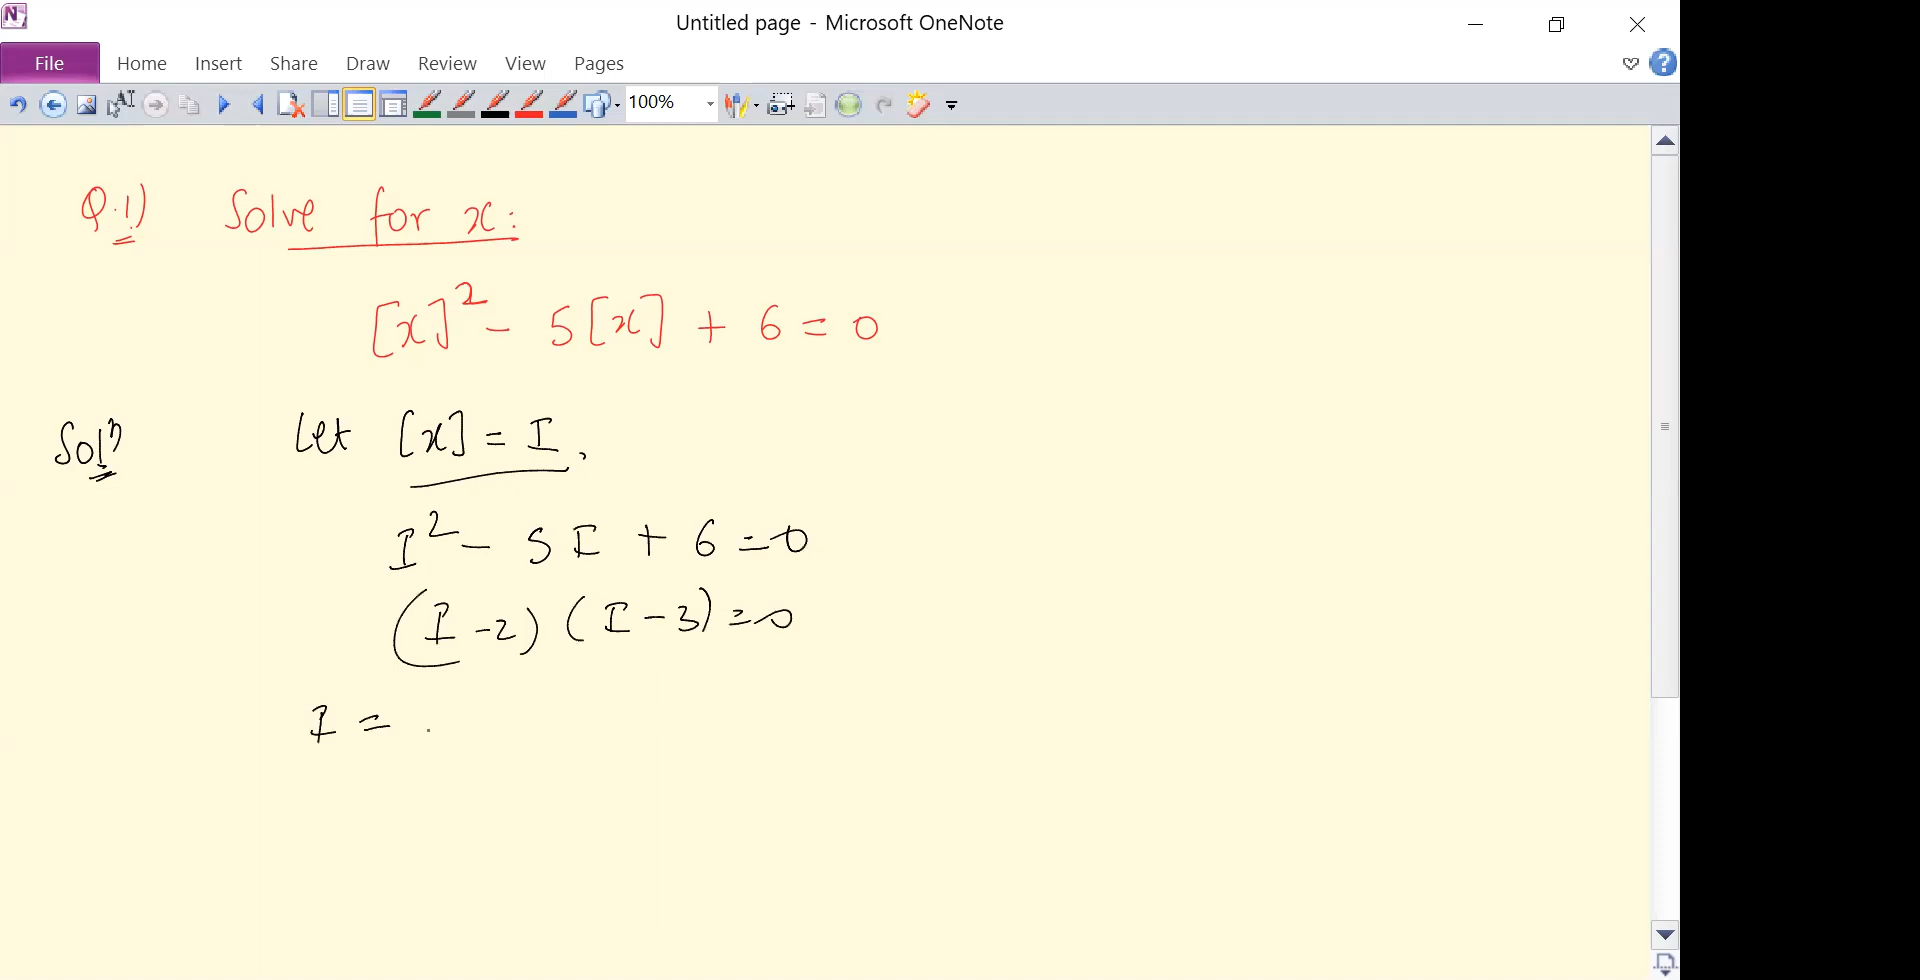 Untitled page - Microsoft OneNote
File Home Insert Share Draw Review View Pages
100%
Q.1) Solve for x:
[x]² - 5[x] + 6 = 0
Solⁿ Let [x] = I,
I² - 5I + 6 = 0
(I - 2) (I - 3) = 0
I =